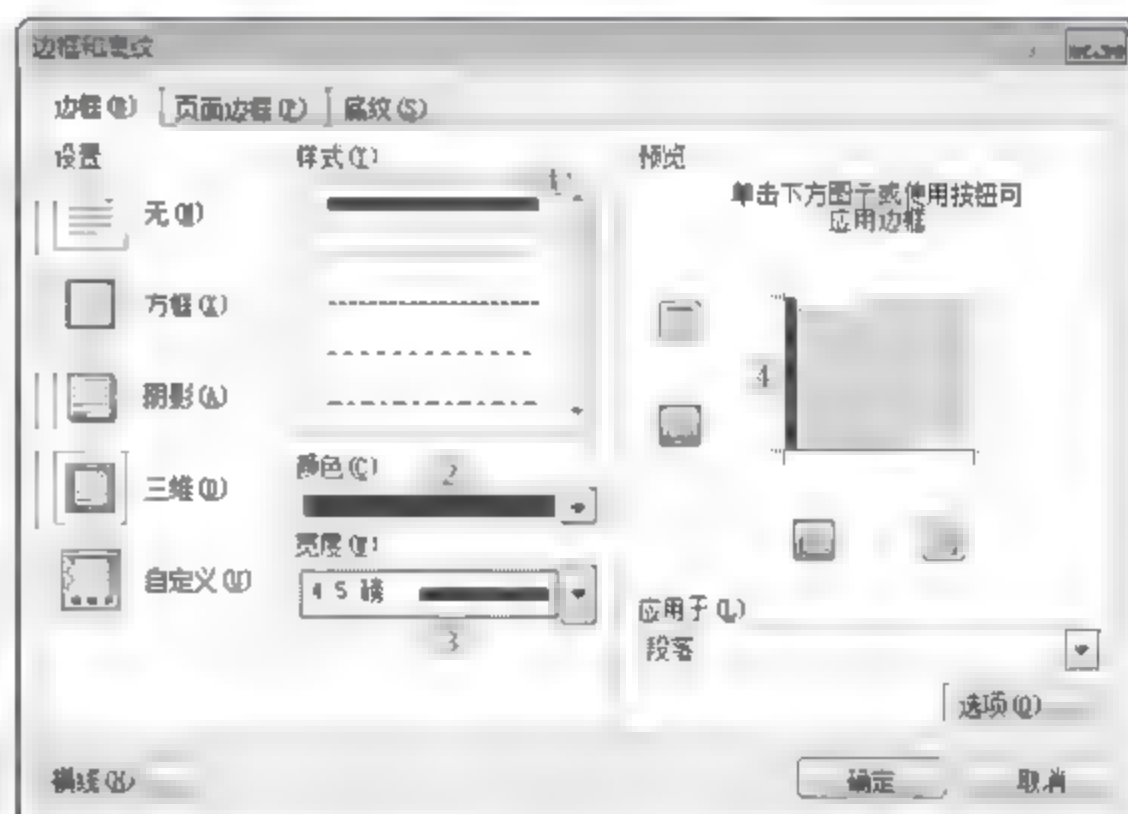 边框和底纹
边框(B) 页面边框(P) 底纹(S)
设置
无(N)
方框(X)
阴影(A)
三维(D)
自定义(U)
样式(Y)
1
颜色(C)
2
宽度(W)
4.5 磅
3
预览
单击下方图示或使用按钮可
应用边框
4
应用于(L)
段落
选项(O)
横线(H)
确定
取消